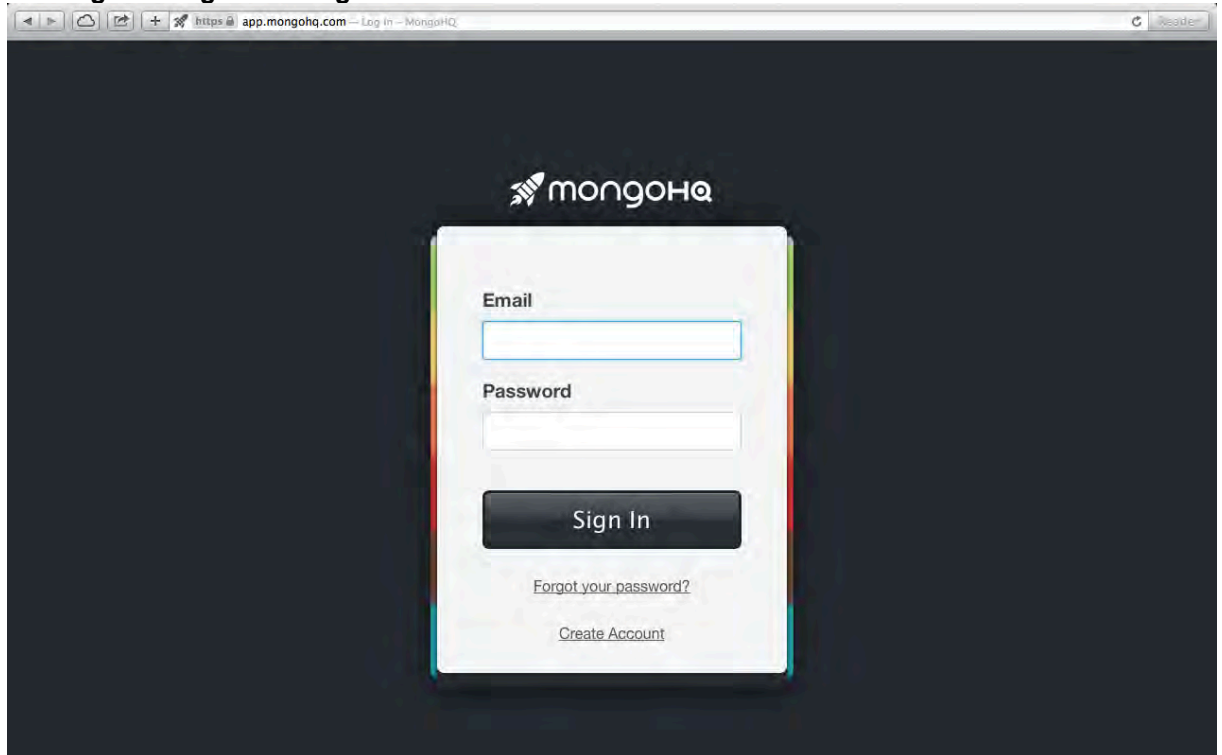 https app.mongohq.com — Log in — MongoHQ
Reader
mongoHQ
Email
Password
Sign In
Forgot your password?
Create Account